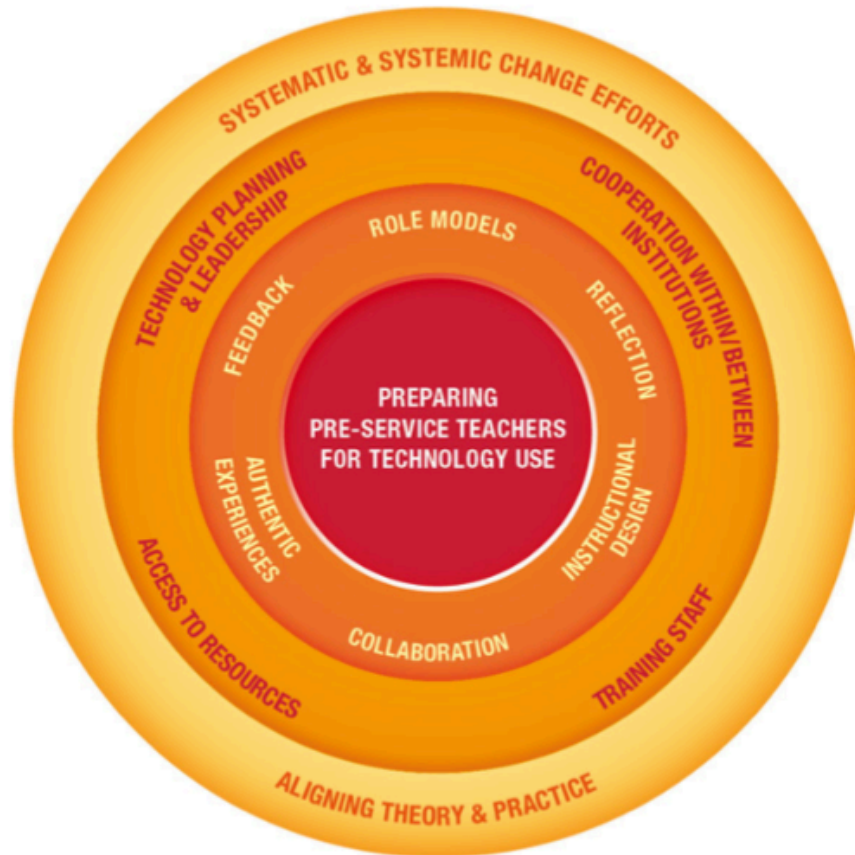 SYSTEMATIC & SYSTEMIC CHANGE EFFORTS
TECHNOLOGY PLANNING
& LEADERSHIP
COOPERATION WITHIN/BETWEEN
INSTITUTIONS
ROLE MODELS
FEEDBACK
REFLECTION
PREPARING
PRE-SERVICE TEACHERS
FOR TECHNOLOGY USE
AUTHENTIC
EXPERIENCES
INSTRUCTIONAL
DESIGN
COLLABORATION
ACCESS TO RESOURCES
TRAINING STAFF
ALIGNING THEORY & PRACTICE